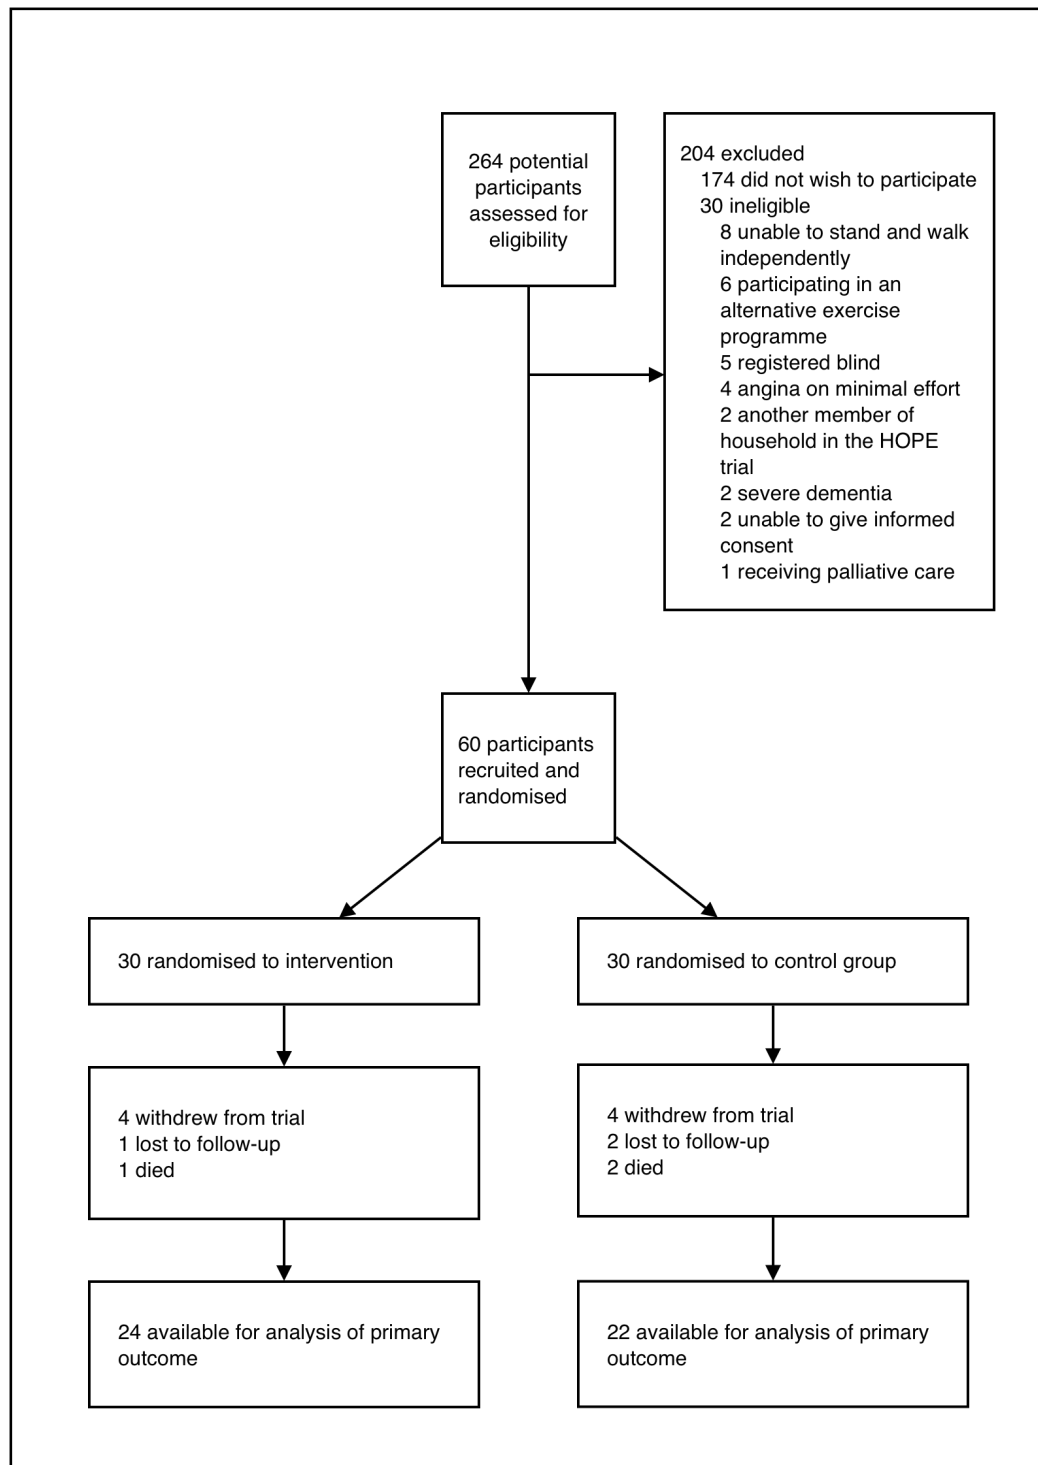 264 potential
participants
assessed for
eligibility
204 excluded
174 did not wish to participate
30 ineligible
8 unable to stand and walk
independently
6 participating in an
alternative exercise
programme
5 registered blind
4 angina on minimal effort
2 another member of
household in the HOPE
trial
2 severe dementia
2 unable to give informed
consent
1 receiving palliative care
60 participants
recruited and
randomised
30 randomised to intervention
30 randomised to control group
4 withdrew from trial
1 lost to follow-up
1 died
4 withdrew from trial
2 lost to follow-up
2 died
24 available for analysis of primary
outcome
22 available for analysis of primary
outcome